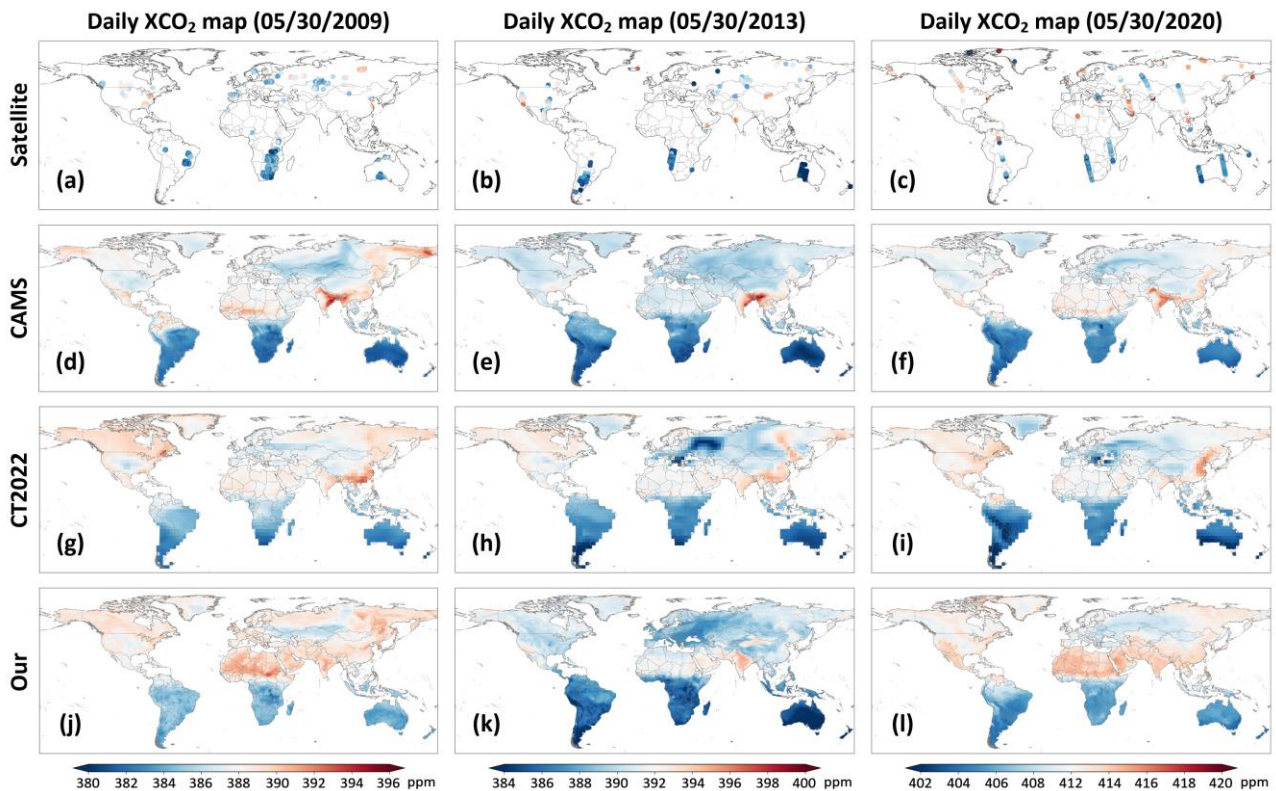 Daily XCO₂ map (05/30/2009) Daily XCO₂ map (05/30/2013) Daily XCO₂ map (05/30/2020)
Satellite (a) (b) (c)
CAMS (d) (e) (f)
CT2022 (g) (h) (i)
Our (j) (k) (l)
380 382 384 386 388 390 392 394 396 ppm 384 386 388 390 392 394 396 398 400 ppm 402 404 406 408 410 412 414 416 418 420 ppm